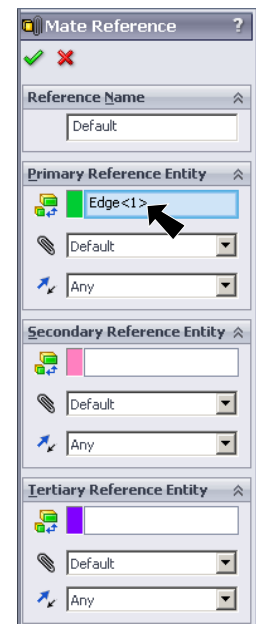 Mate Reference ?
Reference Name
Default
Primary Reference Entity
Edge<1>
Default
Any
Secondary Reference Entity
Default
Any
Tertiary Reference Entity
Default
Any